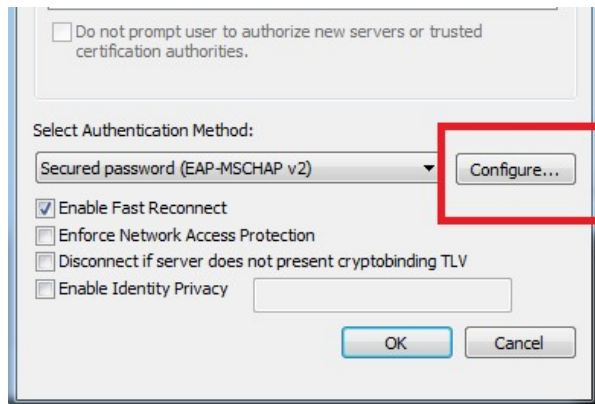 Do not prompt user to authorize new servers or trusted
certification authorities.
Select Authentication Method:
Secured password (EAP-MSCHAP v2)
Configure...
Enable Fast Reconnect
Enforce Network Access Protection
Disconnect if server does not present cryptobinding TLV
Enable Identity Privacy
OK
Cancel